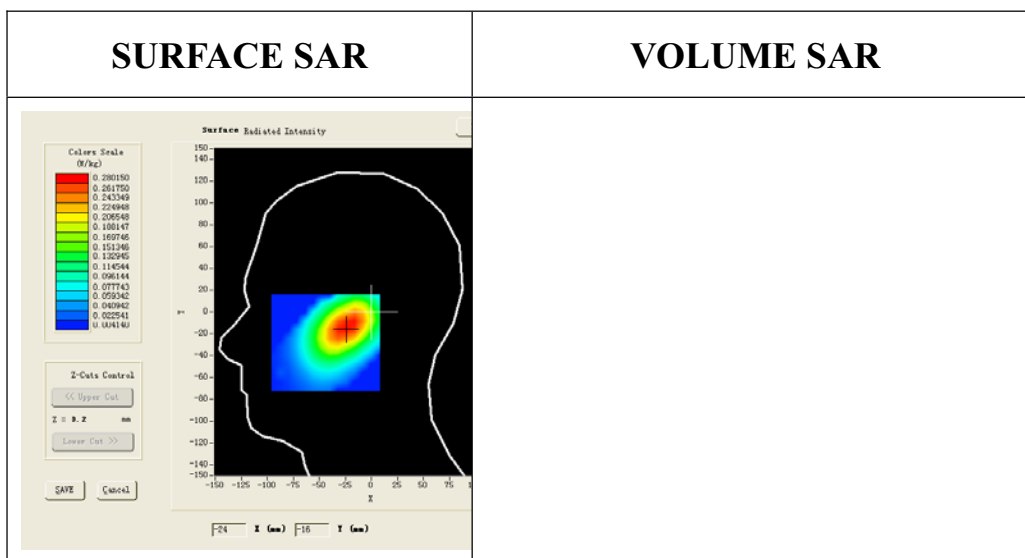 SURFACE SAR
VOLUME SAR
Surface Radiated Intensity
Colors Scale
(W/kg)
0.280150
0.261750
0.243349
0.224948
0.206548
0.188147
0.169746
0.151346
0.132945
0.114544
0.096144
0.077743
0.059342
0.040942
0.022541
0.004140
150
140
120
100
80
60
40
20
0
-20
-40
-60
-80
-100
-120
-140
-150
Y
-150 -125 -100 -75 -50 -25 0 25 50 75
X
Z-Cuts Control
<< Upper Cut
Lower Cut >>
SAVE Cancel
-24 X (mm) -16 Y (mm)